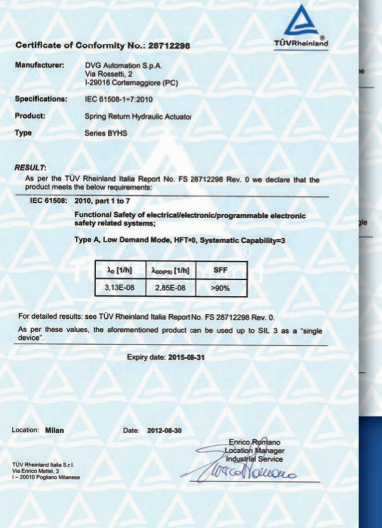 TÜVRheinland
Certificate of Conformity No.: 28712298
Manufacturer: DVG Automation S.p.A.
Via Rossetti, 2
I-29016 Cortemaggiore (PC)
Specifications: IEC 61508-1÷7:2010
Product: Spring Return Hydraulic Actuator
Type Series BYHS
RESULT:
As per the TÜV Rheinland Italia Report No. FS 28712298 Rev. 0 we declare that the
product meets the below requirements:
IEC 61508: 2010, part 1 to 7
Functional Safety of electrical/electronic/programmable electronic
safety related systems;
Type A, Low Demand Mode, HFT=0, Systematic Capability=3
λD [1/h] λDD(PS) [1/h] SFF
3,13E-08 2,85E-08 >90%
For detailed results: see TÜV Rheinland Italia Report No. FS 28712298 Rev. 0.
As per these values, the aforementioned product can be used up to SIL 3 as a "single
device".
Expiry date: 2015-08-31
Location: Milan Date: 2012-08-30
Enrico Romano
Location Manager
Industrial Service
TÜV Rheinland Italia S.r.l
Via Enrico Mattei, 3
I – 20010 Pogliano Milanese